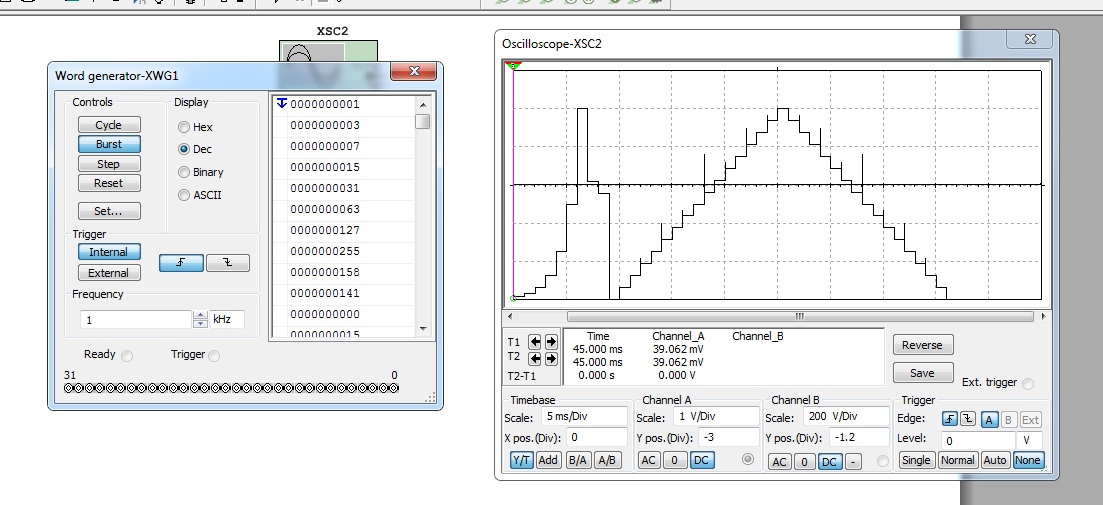 XSC2
Word generator-XWG1
Controls
Cycle
Burst
Step
Reset
Set...
Display
Hex
Dec
Binary
ASCII
Trigger
Internal
External
Frequency
1 kHz
Ready
Trigger
31 0
0000000001
0000000003
0000000007
0000000015
0000000031
0000000063
0000000127
0000000255
0000000158
0000000141
0000000000
0000000015
Oscilloscope-XSC2
T1
T2
T2-T1
Time Channel_A Channel_B
45.000 ms 39.062 mV
45.000 ms 39.062 mV
0.000 s 0.000 V
Reverse
Save
Ext. trigger
Timebase
Scale: 5 ms/Div
X pos.(Div): 0
Y/T Add B/A A/B
Channel A
Scale: 1 V/Div
Y pos.(Div): -3
AC 0 DC
Channel B
Scale: 200 V/Div
Y pos.(Div): -1.2
AC 0 DC -
Trigger
Edge: A B Ext
Level: 0 V
Single Normal Auto None